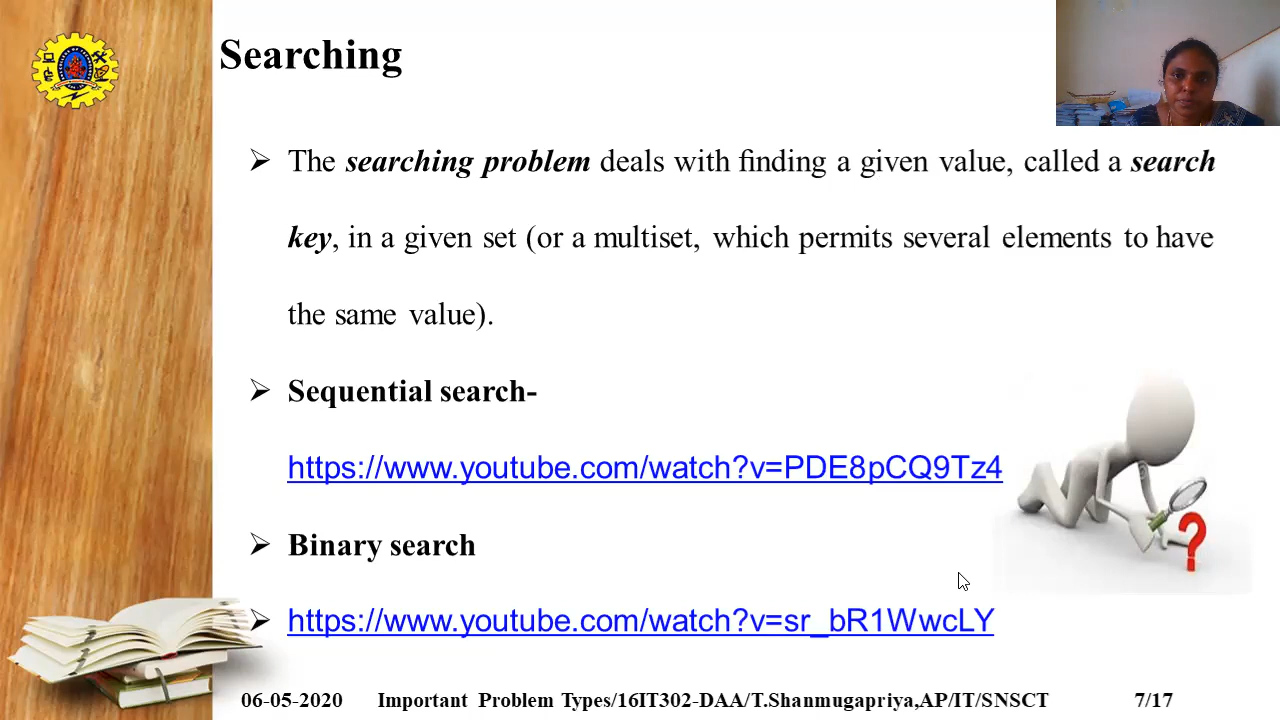 Searching
➢ The searching problem deals with finding a given value, called a search
key, in a given set (or a multiset, which permits several elements to have
the same value).
➢ Sequential search-
https://www.youtube.com/watch?v=PDE8pCQ9Tz4
➢ Binary search
➢ https://www.youtube.com/watch?v=sr_bR1WwcLY
06-05-2020 Important Problem Types/16IT302-DAA/T.Shanmugapriya,AP/IT/SNSCT 7/17